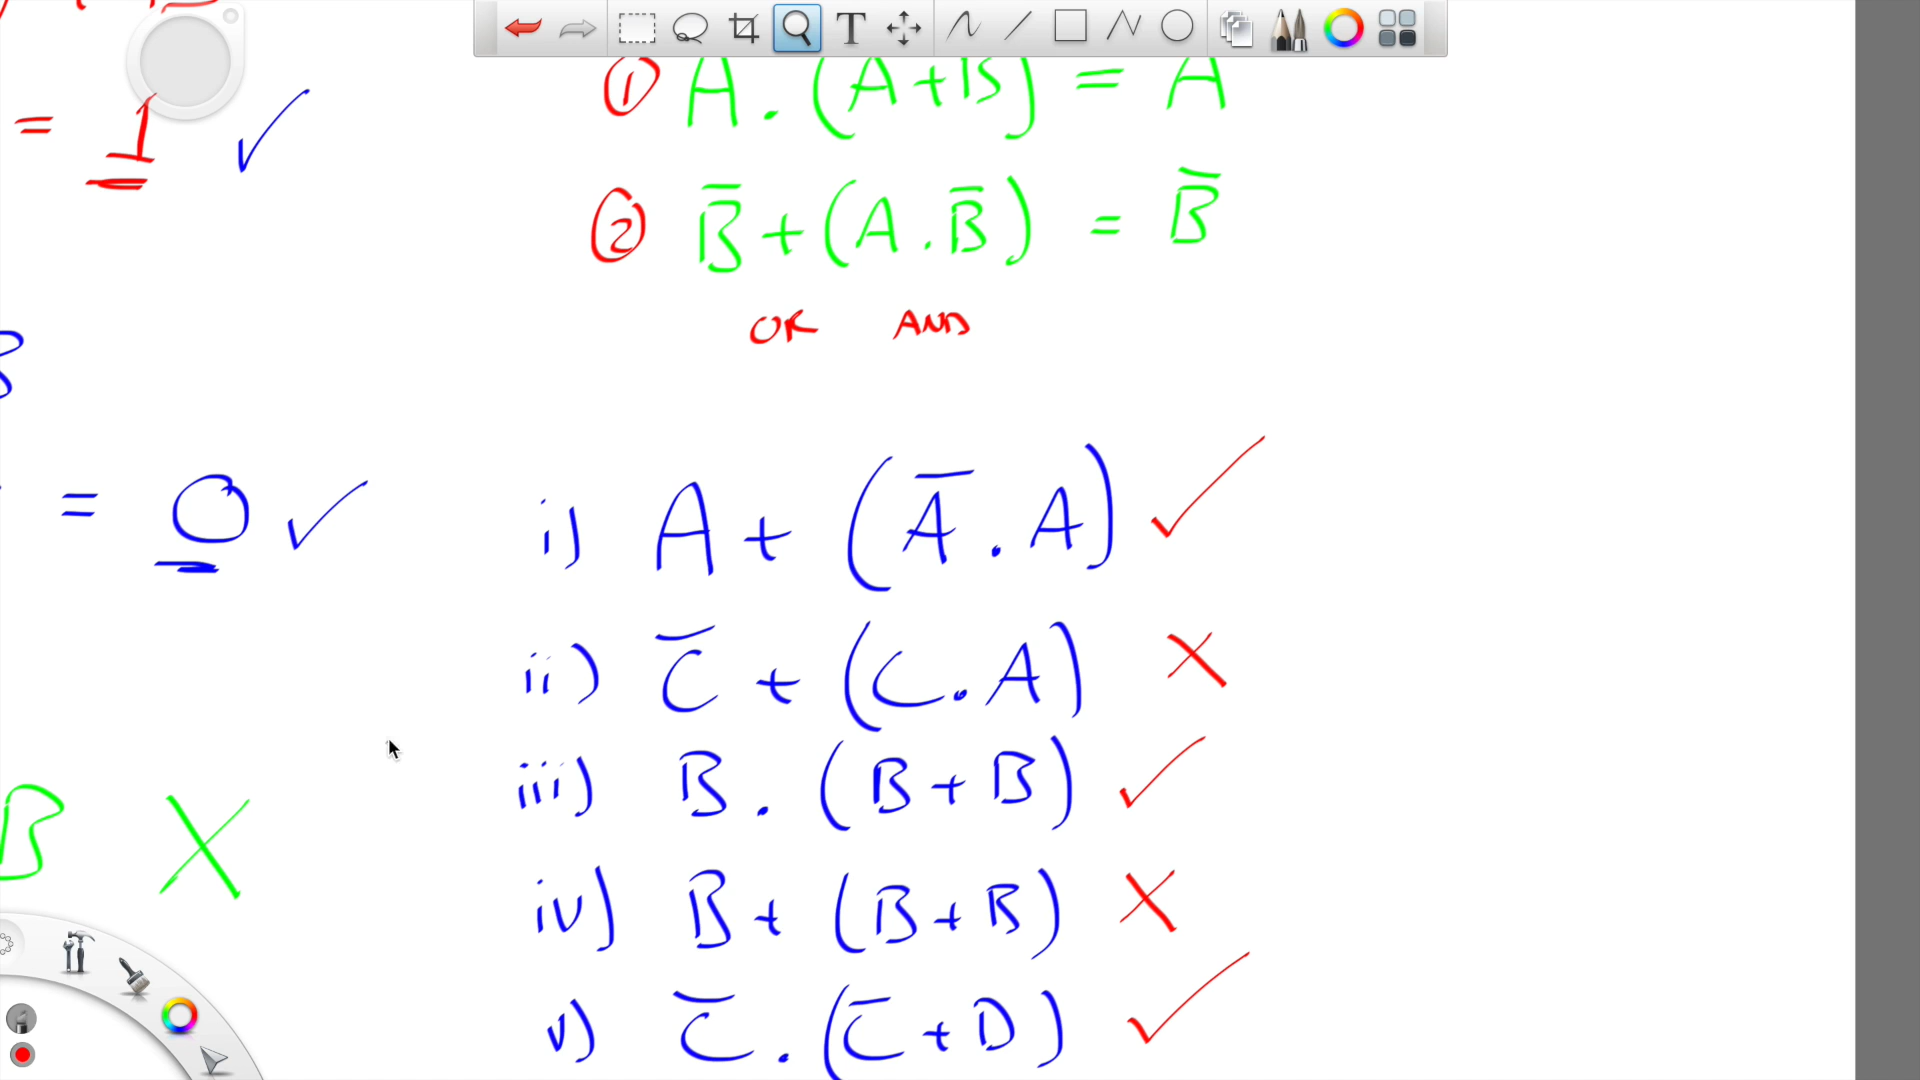 = 1 ✓
① A . (A + B) = A
② B̅ + (A . B̅) = B̅
OR AND
= 0 ✓
i) A + (A̅ . A) ✓
ii) C̅ + (C . A) X
iii) B . (B + B) ✓
B X
iv) B + (B + B) X
v) C̅ . (C̅ + D) ✓
T